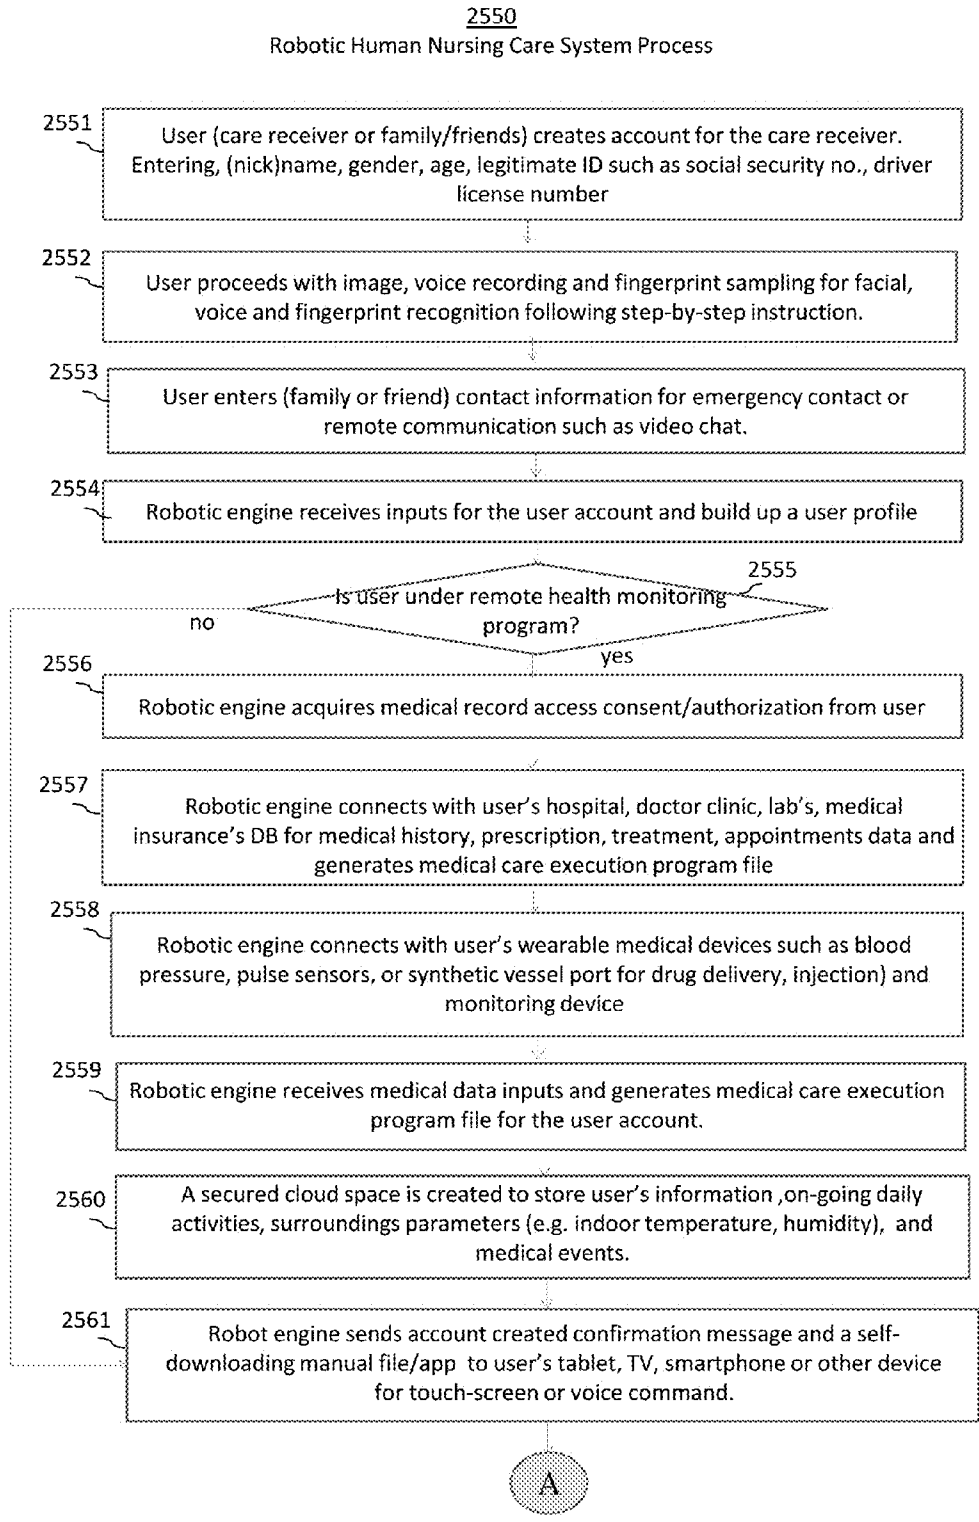 2550
Robotic Human Nursing Care System Process
2551
User (care receiver or family/friends) creates account for the care receiver.
Entering, (nick)name, gender, age, legitimate ID such as social security no., driver
license number
2552
User proceeds with image, voice recording and fingerprint sampling for facial,
voice and fingerprint recognition following step-by-step instruction.
2553
User enters (family or friend) contact information for emergency contact or
remote communication such as video chat.
2554
Robotic engine receives inputs for the user account and build up a user profile
2555
Is user under remote health monitoring
program?
no
yes
2556
Robotic engine acquires medical record access consent/authorization from user
2557
Robotic engine connects with user's hospital, doctor clinic, lab's, medical
insurance's DB for medical history, prescription, treatment, appointments data and
generates medical care execution program file
2558
Robotic engine connects with user's wearable medical devices such as blood
pressure, pulse sensors, or synthetic vessel port for drug delivery, injection) and
monitoring device
2559
Robotic engine receives medical data inputs and generates medical care execution
program file for the user account.
2560
A secured cloud space is created to store user's information ,on-going daily
activities, surroundings parameters (e.g. indoor temperature, humidity), and
medical events.
2561
Robot engine sends account created confirmation message and a self-
downloading manual file/app to user's tablet, TV, smartphone or other device
for touch-screen or voice command.
A